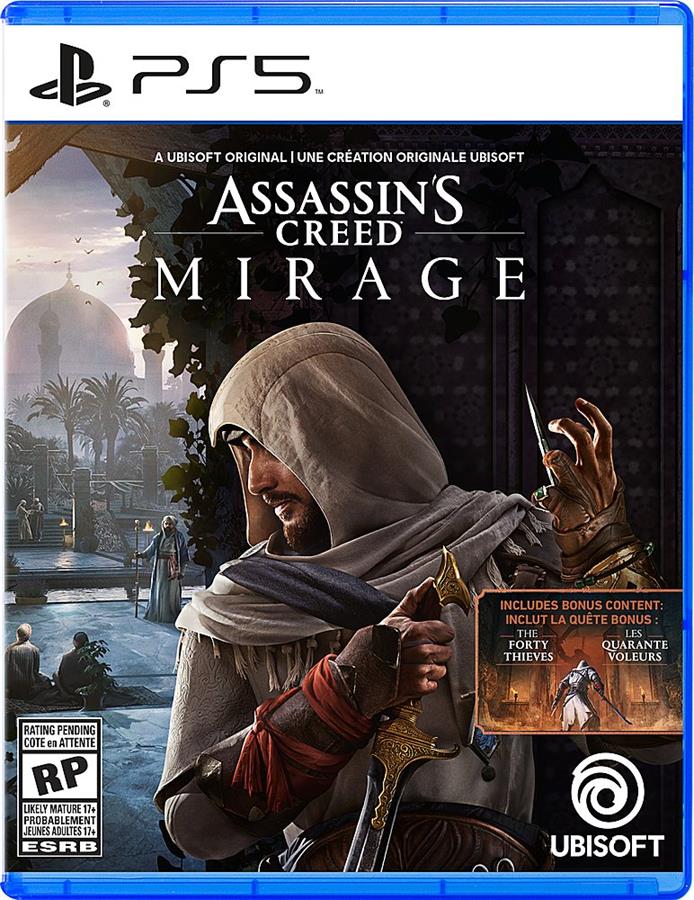 PS5™
A UBISOFT ORIGINAL | UNE CRÉATION ORIGINALE UBISOFT
ASSASSIN'S
CREED
MIRAGE
INCLUDES BONUS CONTENT:
INCLUT LA QUÊTE BONUS :
THE
FORTY
THIEVES
LES
QUARANTE
VOLEURS
RATING PENDING
COTE en ATTENTE
RP
LIKELY MATURE 17+
PROBABLEMENT
JEUNES ADULTES 17+
ESRB
UBISOFT